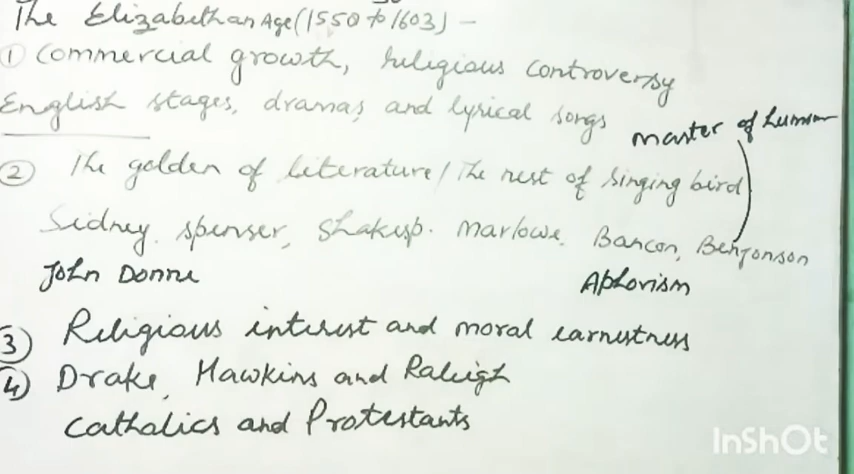 The Elizabethan Age (1550 to 1603) -
① Commercial growth, religious controversy
English stages, dramas, and lyrical songs
master of humor
② The golden of literature / The nest of singing bird
Sidney, spenser, Shakesp. marlowe, Bancon, Benjonson
John Donne Aphorism
③ Religious interest and moral earnestness
④ Drake, Hawkins and Raleigh
Catholics and Protestants
InShOt